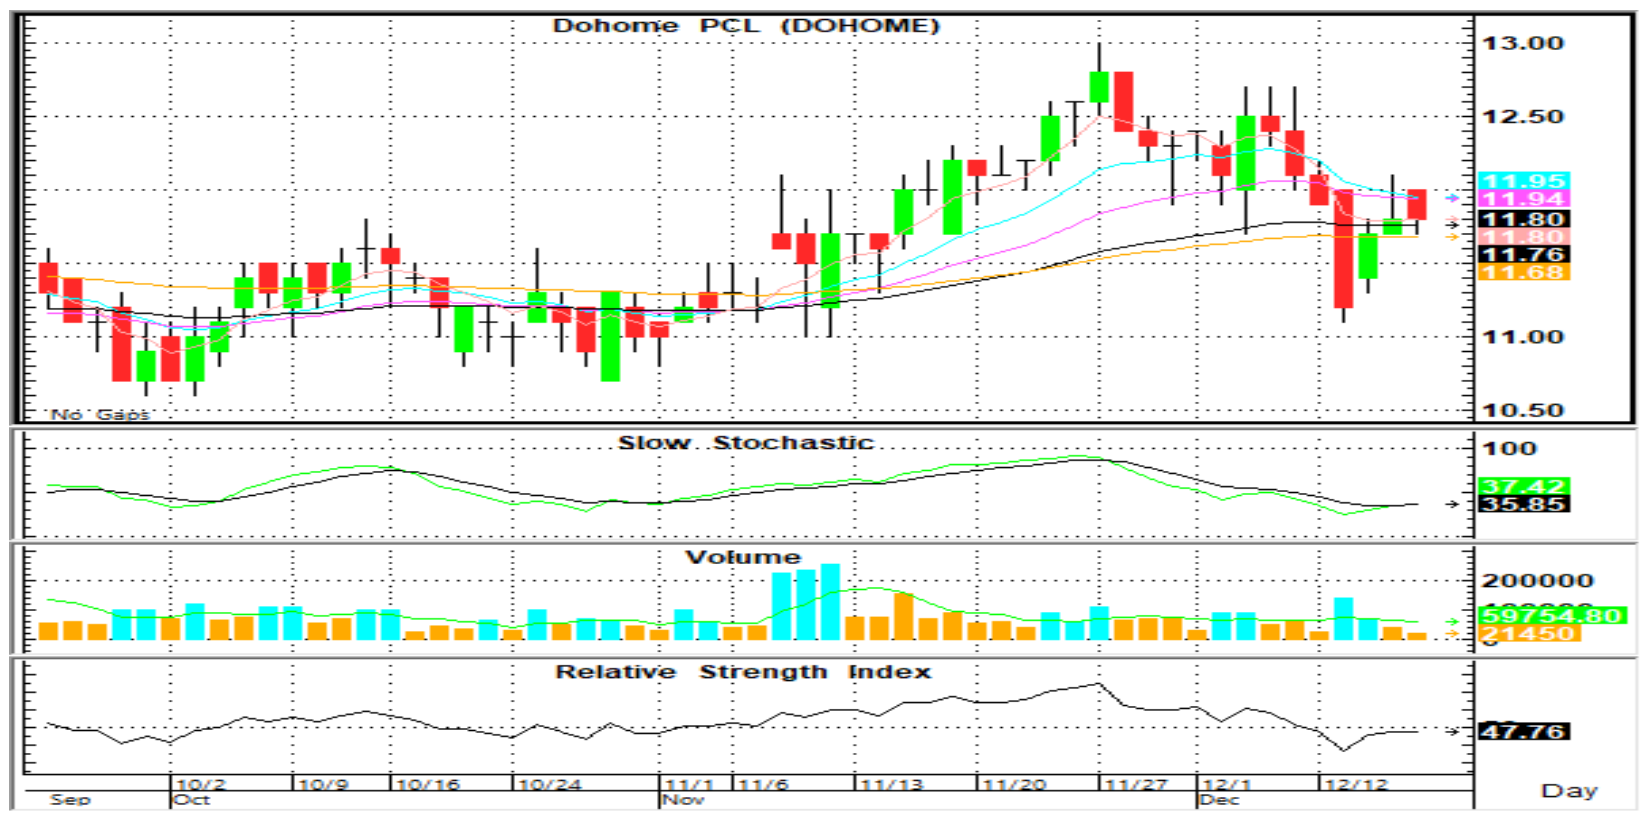 Dohome PCL (DOHOME)
13.00
12.50
11.95
11.94
11.80
11.80
11.76
11.68
11.00
10.50
No Gaps
Slow Stochastic
100
37.42
35.85
Volume
200000
59754.80
21450
Relative Strength Index
47.76
10/2 10/9 10/16 10/24 11/1 11/6 11/13 11/20 11/27 12/1 12/12
Day
Sep Oct Nov Dec